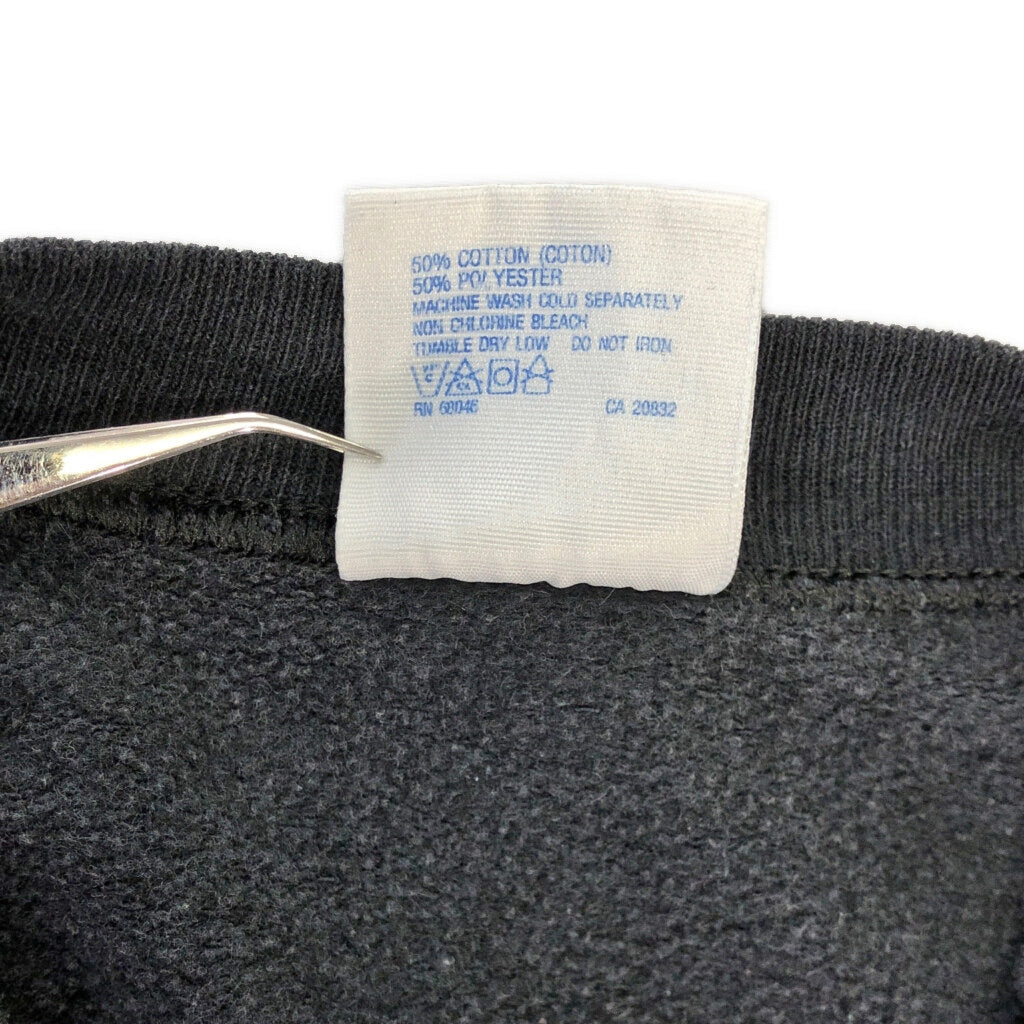 50% COTTON (COTON)
50% POLYESTER
MACHINE WASH COLD SEPARATELY
NON CHLORINE BLEACH
TUMBLE DRY LOW DO NOT IRON
RN 68046 CA 20832